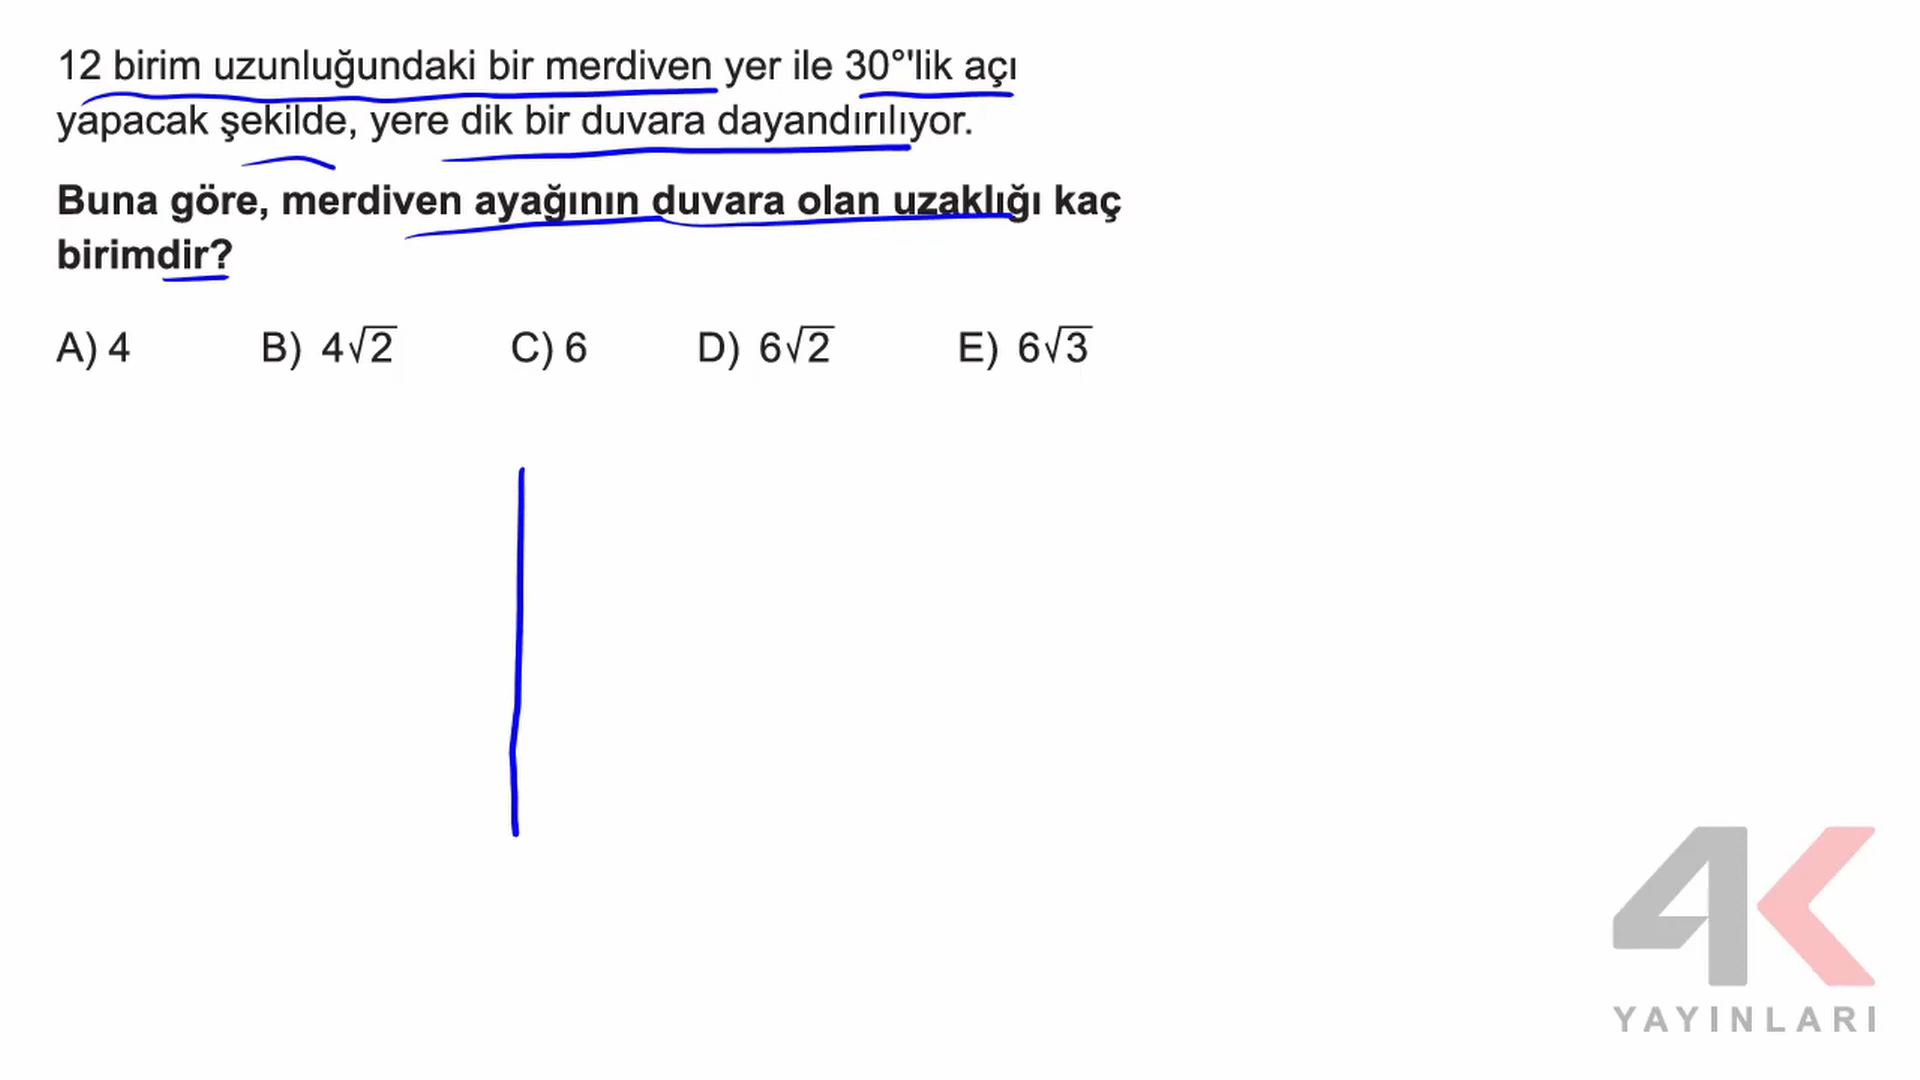 12 birim uzunluğundaki bir merdiven yer ile 30°'lik açı
yapacak şekilde, yere dik bir duvara dayandırılıyor.
Buna göre, merdiven ayağının duvara olan uzaklığı kaç
birimdir?
A) 4 B) 4√2 C) 6 D) 6√2 E) 6√3
4K
YAYINLARI